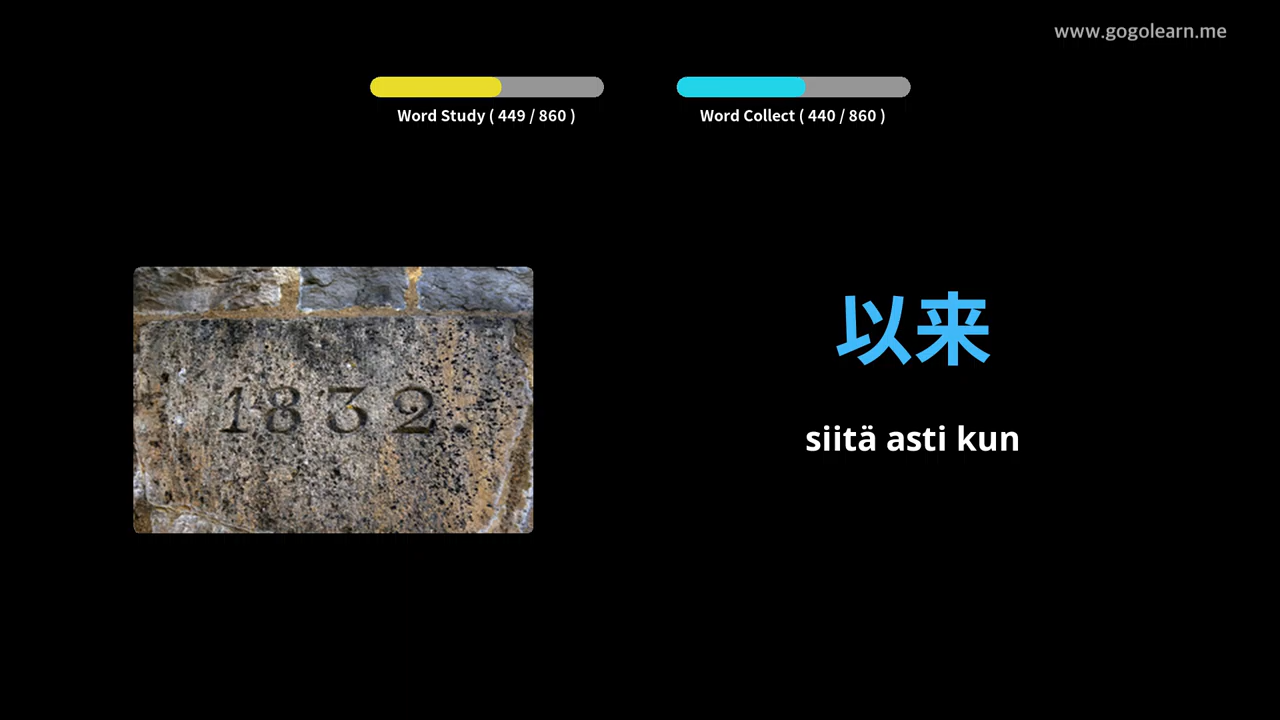 www.gogolearn.me
Word Study ( 449 / 860 )
Word Collect ( 440 / 860 )
1832.
以来
siitä asti kun